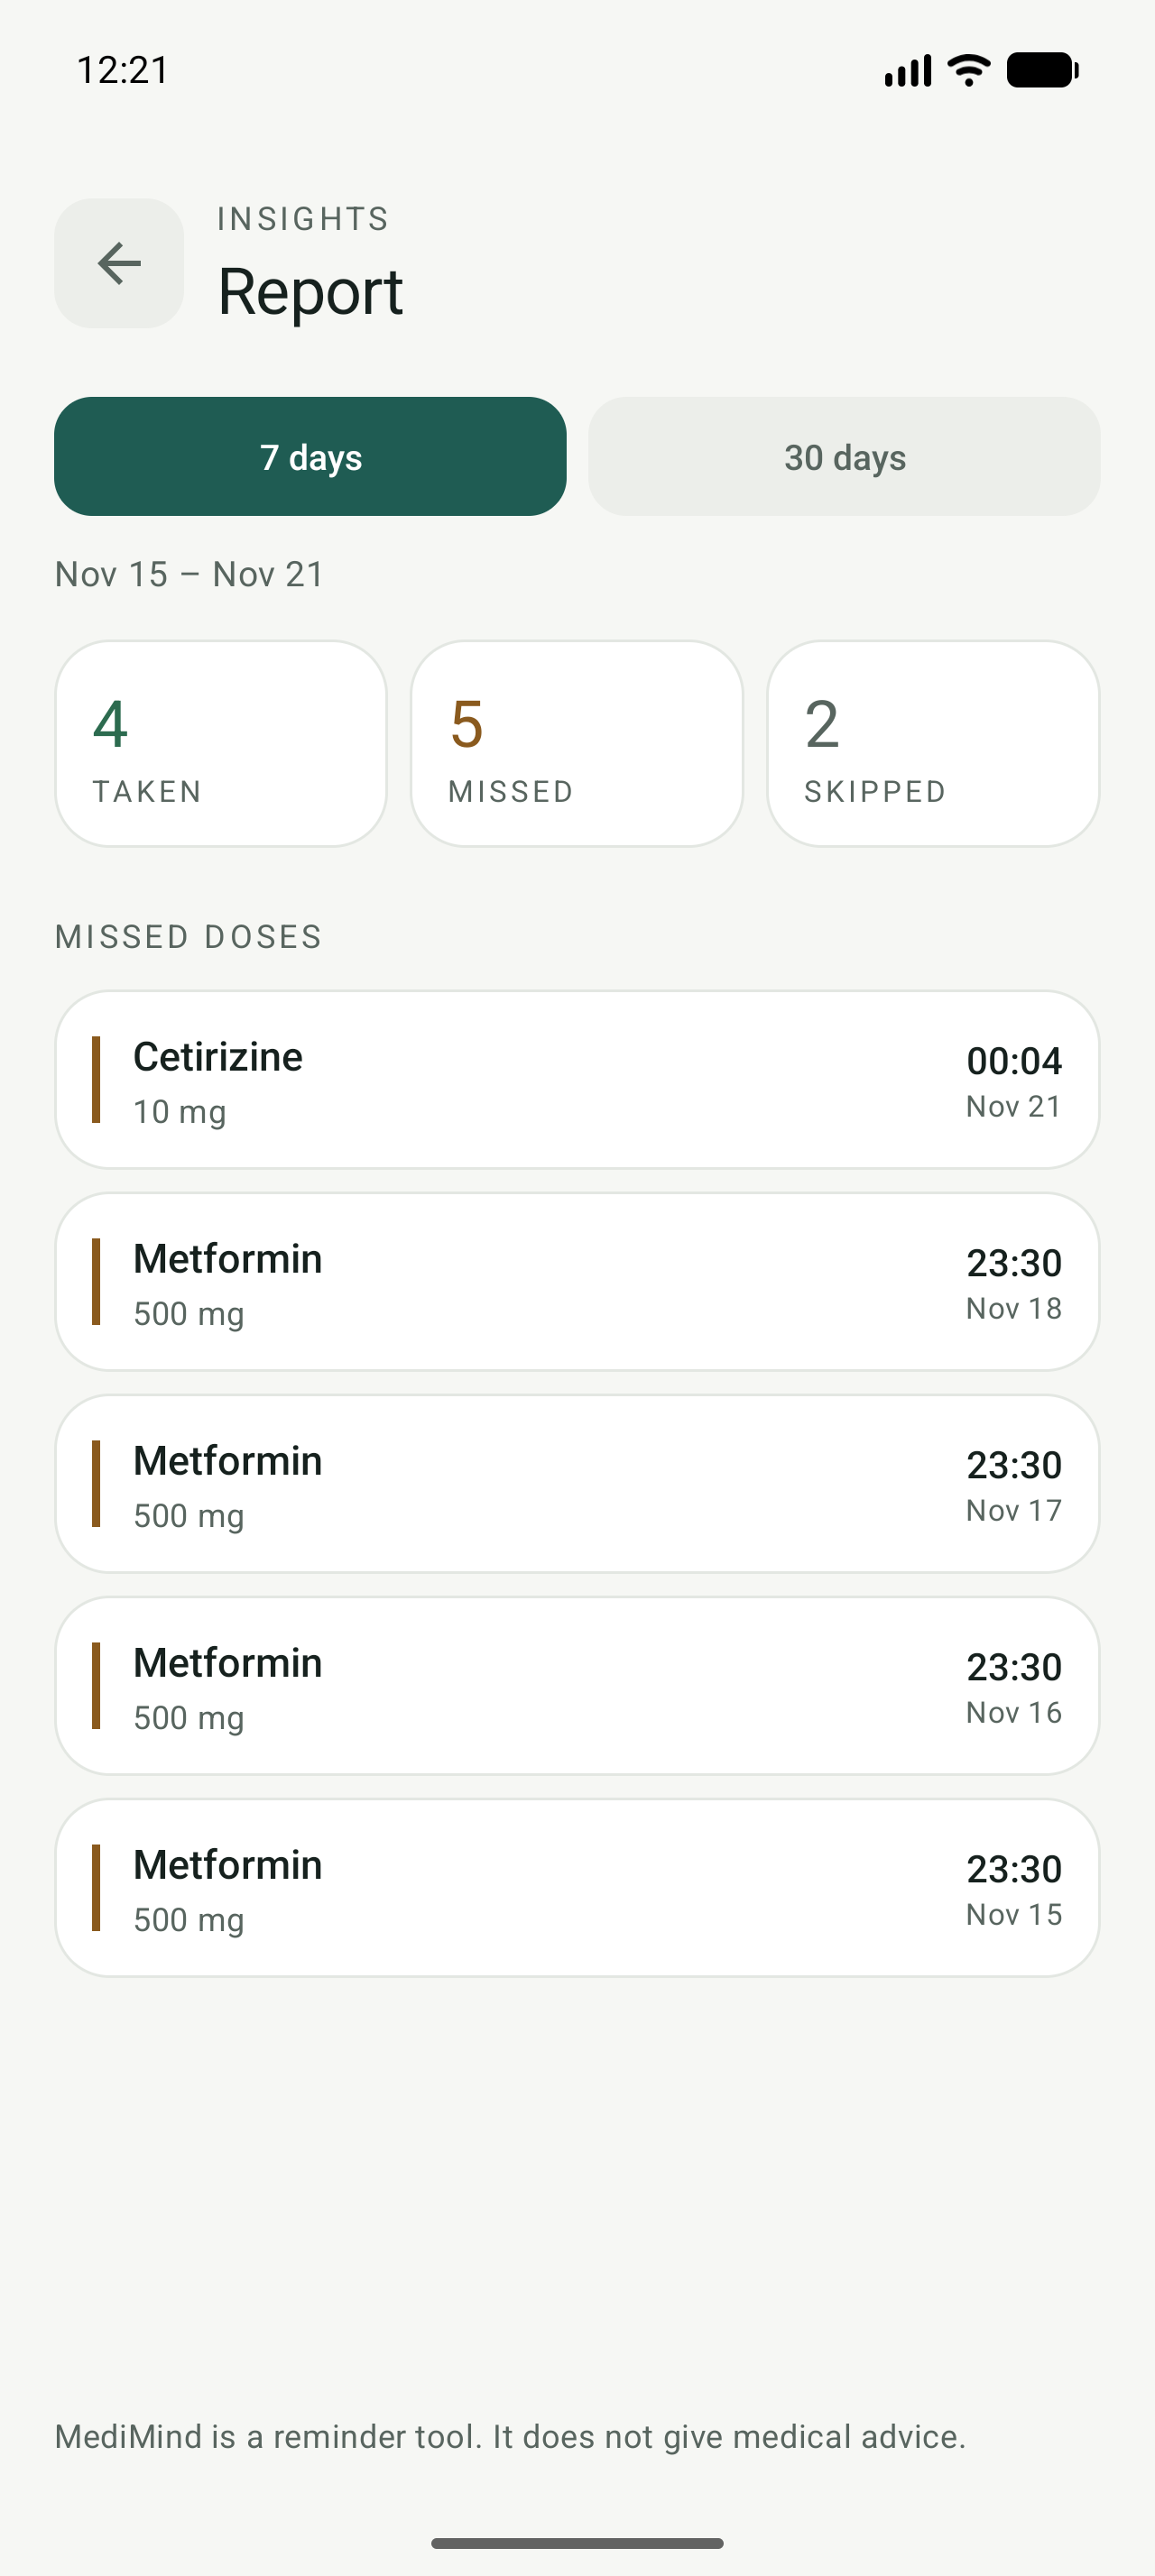 12:21
INSIGHTS
Report
7 days
30 days
Nov 15 – Nov 21
4
TAKEN
5
MISSED
2
SKIPPED
MISSED DOSES
Cetirizine
10 mg
00:04
Nov 21
Metformin
500 mg
23:30
Nov 18
Metformin
500 mg
23:30
Nov 17
Metformin
500 mg
23:30
Nov 16
Metformin
500 mg
23:30
Nov 15
MediMind is a reminder tool. It does not give medical advice.